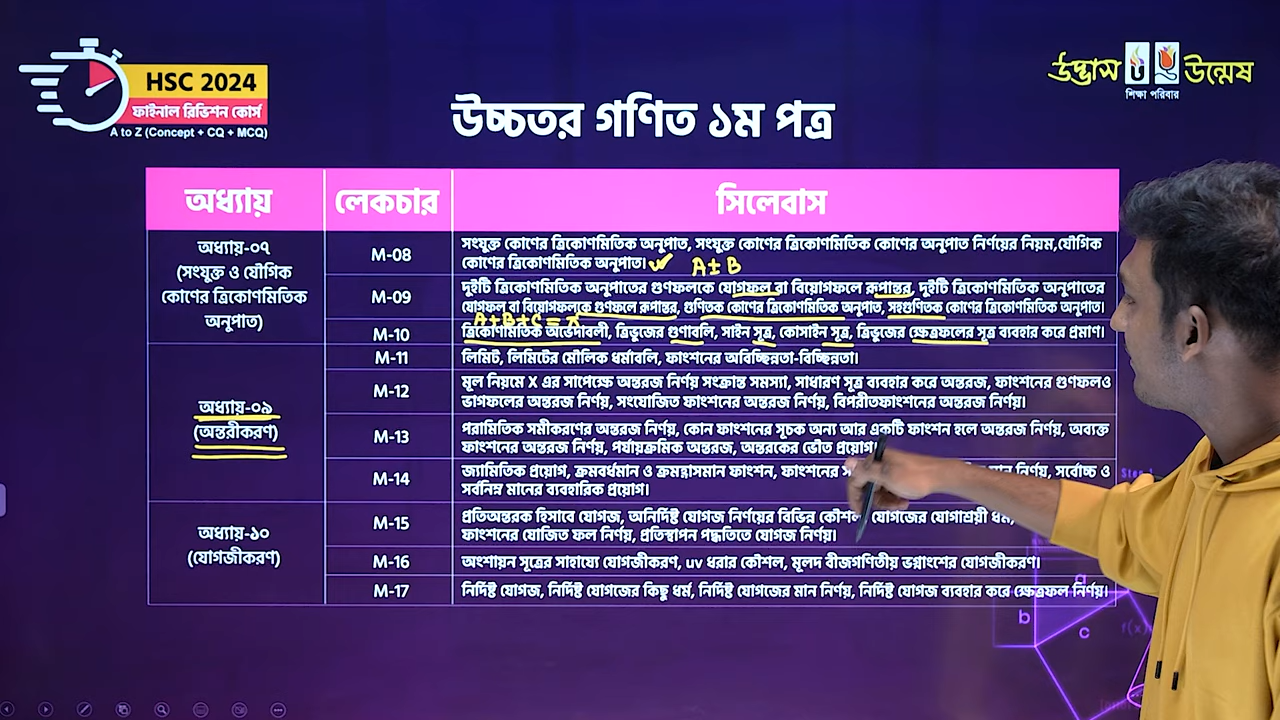 HSC 2024
ফাইনাল রিভিশন কোর্স
A to Z (Concept + CQ + MCQ)
উদ্ভাস উন্মেষ
শিক্ষা পরিবার
উচ্চতর গণিত ১ম পত্র
অধ্যায় লেকচার সিলেবাস
অধ্যায়-০৭
(সংযুক্ত ও যৌগিক
কোণের ত্রিকোণমিতিক
অনুপাত)
M-08
সংযুক্ত কোণের ত্রিকোণমিতিক অনুপাত, সংযুক্ত কোণের ত্রিকোণমিতিক কোণের অনুপাত নির্ণয়ের নিয়ম,যৌগিক
কোণের ত্রিকোণমিতিক অনুপাত।
A±B
M-09
দুইটি ত্রিকোণমিতিক অনুপাতের গুণফলকে যোগফল বা বিয়োগফলে রূপান্তর, দুইটি ত্রিকোণমিতিক অনুপাতের
যোগফল বা বিয়োগফলকে গুণফলে রূপান্তর, গুণিতক কোণের ত্রিকোণমিতিক অনুপাত, সহগুণিতক কোণের ত্রিকোণমিতিক অনুপাত।
A+B+C=
M-10
ত্রিকোণমিতিক অভেদাবলী, ত্রিভুজের গুণাবলি, সাইন সূত্র, কোসাইন সূত্র, ত্রিভুজের ক্ষেত্রফলের সূত্র ব্যবহার করে প্রমাণ।
অধ্যায়-০৯
(অন্তরীকরণ)
M-11
লিমিট, লিমিটের মৌলিক ধর্মাবলি, ফাংশনের অবিচ্ছিন্নতা-বিচ্ছিন্নতা।
M-12
মূল নিয়মে X এর সাপেক্ষে অন্তরজ নির্ণয় সংক্রান্ত সমস্যা, সাধারণ সূত্র ব্যবহার করে অন্তরজ, ফাংশনের গুণফলও
ভাগফলের অন্তরজ নির্ণয়, সংযোজিত ফাংশনের অন্তরজ নির্ণয়, বিপরীতফাংশনের অন্তরজ নির্ণয়।
M-13
পরামিতিক সমীকরণের অন্তরজ নির্ণয়, কোন ফাংশনের সূচক অন্য আর একটি ফাংশন হলে অন্তরজ নির্ণয়, অব্যক্ত
ফাংশনের অন্তরজ নির্ণয়, পর্যায়ক্রমিক অন্তরজ, অন্তরকের ভৌত প্রয়োগ।
M-14
জ্যামিতিক প্রয়োগ, ক্রমবর্ধমান ও ক্রমহ্রাসমান ফাংশন, ফাংশনের মান নির্ণয়, সর্বোচ্চ ও
সর্বনিম্ন মানের ব্যবহারিক প্রয়োগ।
অধ্যায়-১০
(যোগজীকরণ)
M-15
প্রতিঅন্তরক হিসাবে যোগজ, অনির্দিষ্ট যোগজ নির্ণয়ের বিভিন্ন কৌশল, যোগজের যোগাশ্রয়ী ধর্ম,
ফাংশনের যোজিত ফল নির্ণয়, প্রতিস্থাপন পদ্ধতিতে যোগজ নির্ণয়।
M-16
অংশায়ন সূত্রের সাহায্যে যোগজীকরণ, uv ধরার কৌশল, মূলদ বীজগণিতীয় ভগ্নাংশের যোগজীকরণ।
M-17
নির্দিষ্ট যোগজ, নির্দিষ্ট যোগজের কিছু ধর্ম, নির্দিষ্ট যোগজের মান নির্ণয়, নির্দিষ্ট যোগজ ব্যবহার করে ক্ষেত্রফল নির্ণয়।
a
b
c